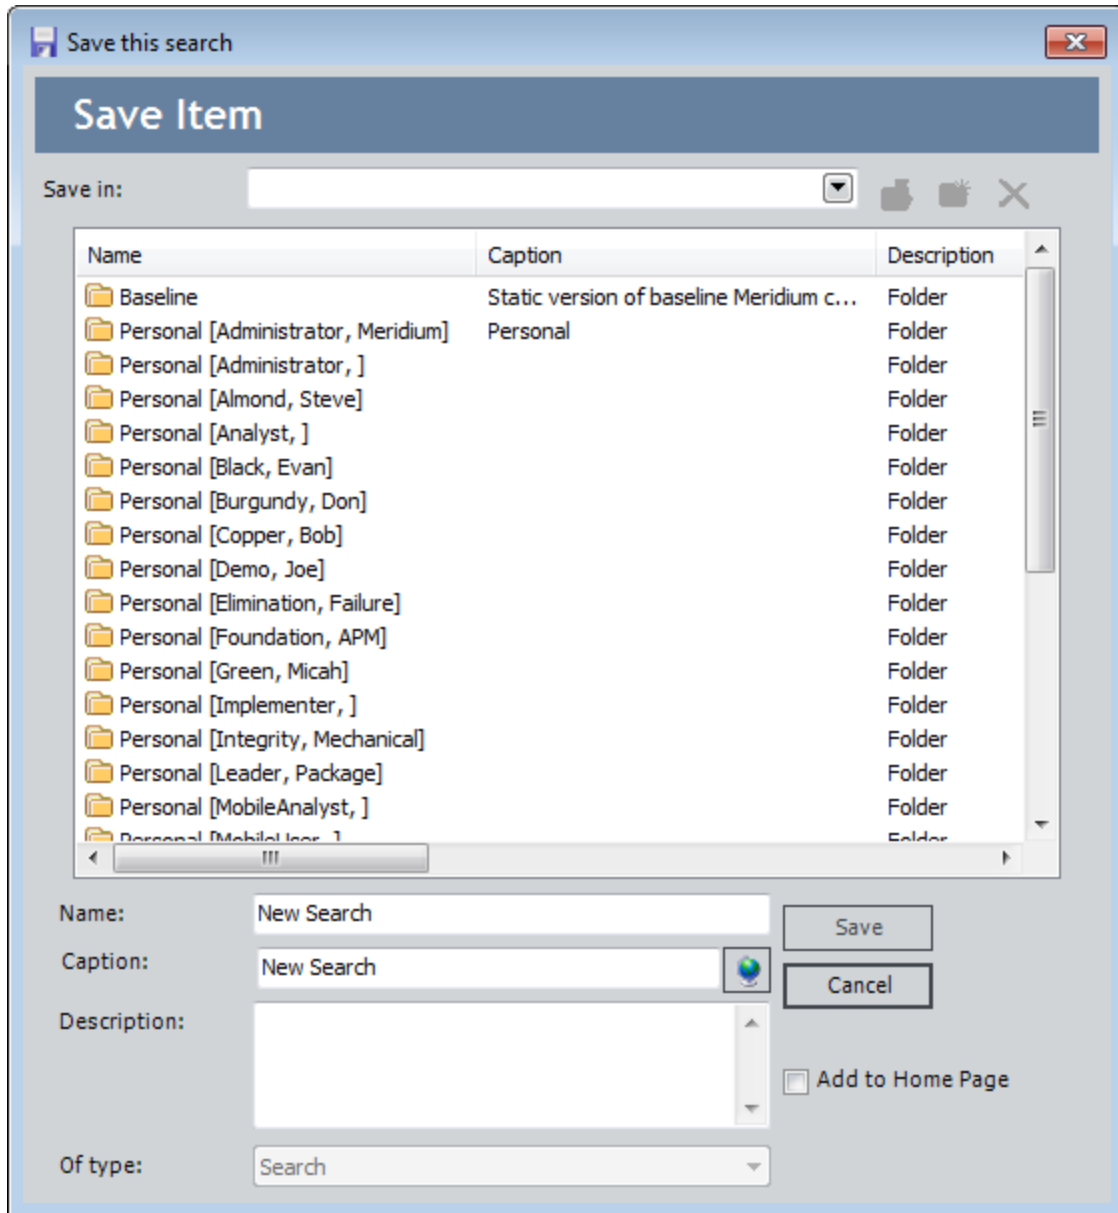 Save this search
Save Item
Save in:
Name Caption Description
Baseline Static version of baseline Meridium c... Folder
Personal [Administrator, Meridium] Personal Folder
Personal [Administrator, ] Folder
Personal [Almond, Steve] Folder
Personal [Analyst, ] Folder
Personal [Black, Evan] Folder
Personal [Burgundy, Don] Folder
Personal [Copper, Bob] Folder
Personal [Demo, Joe] Folder
Personal [Elimination, Failure] Folder
Personal [Foundation, APM] Folder
Personal [Green, Micah] Folder
Personal [Implementer, ] Folder
Personal [Integrity, Mechanical] Folder
Personal [Leader, Package] Folder
Personal [MobileAnalyst, ] Folder
Personal [MobileUser, ] Folder
Name: New Search Save
Caption: New Search Cancel
Description:
Add to Home Page
Of type: Search